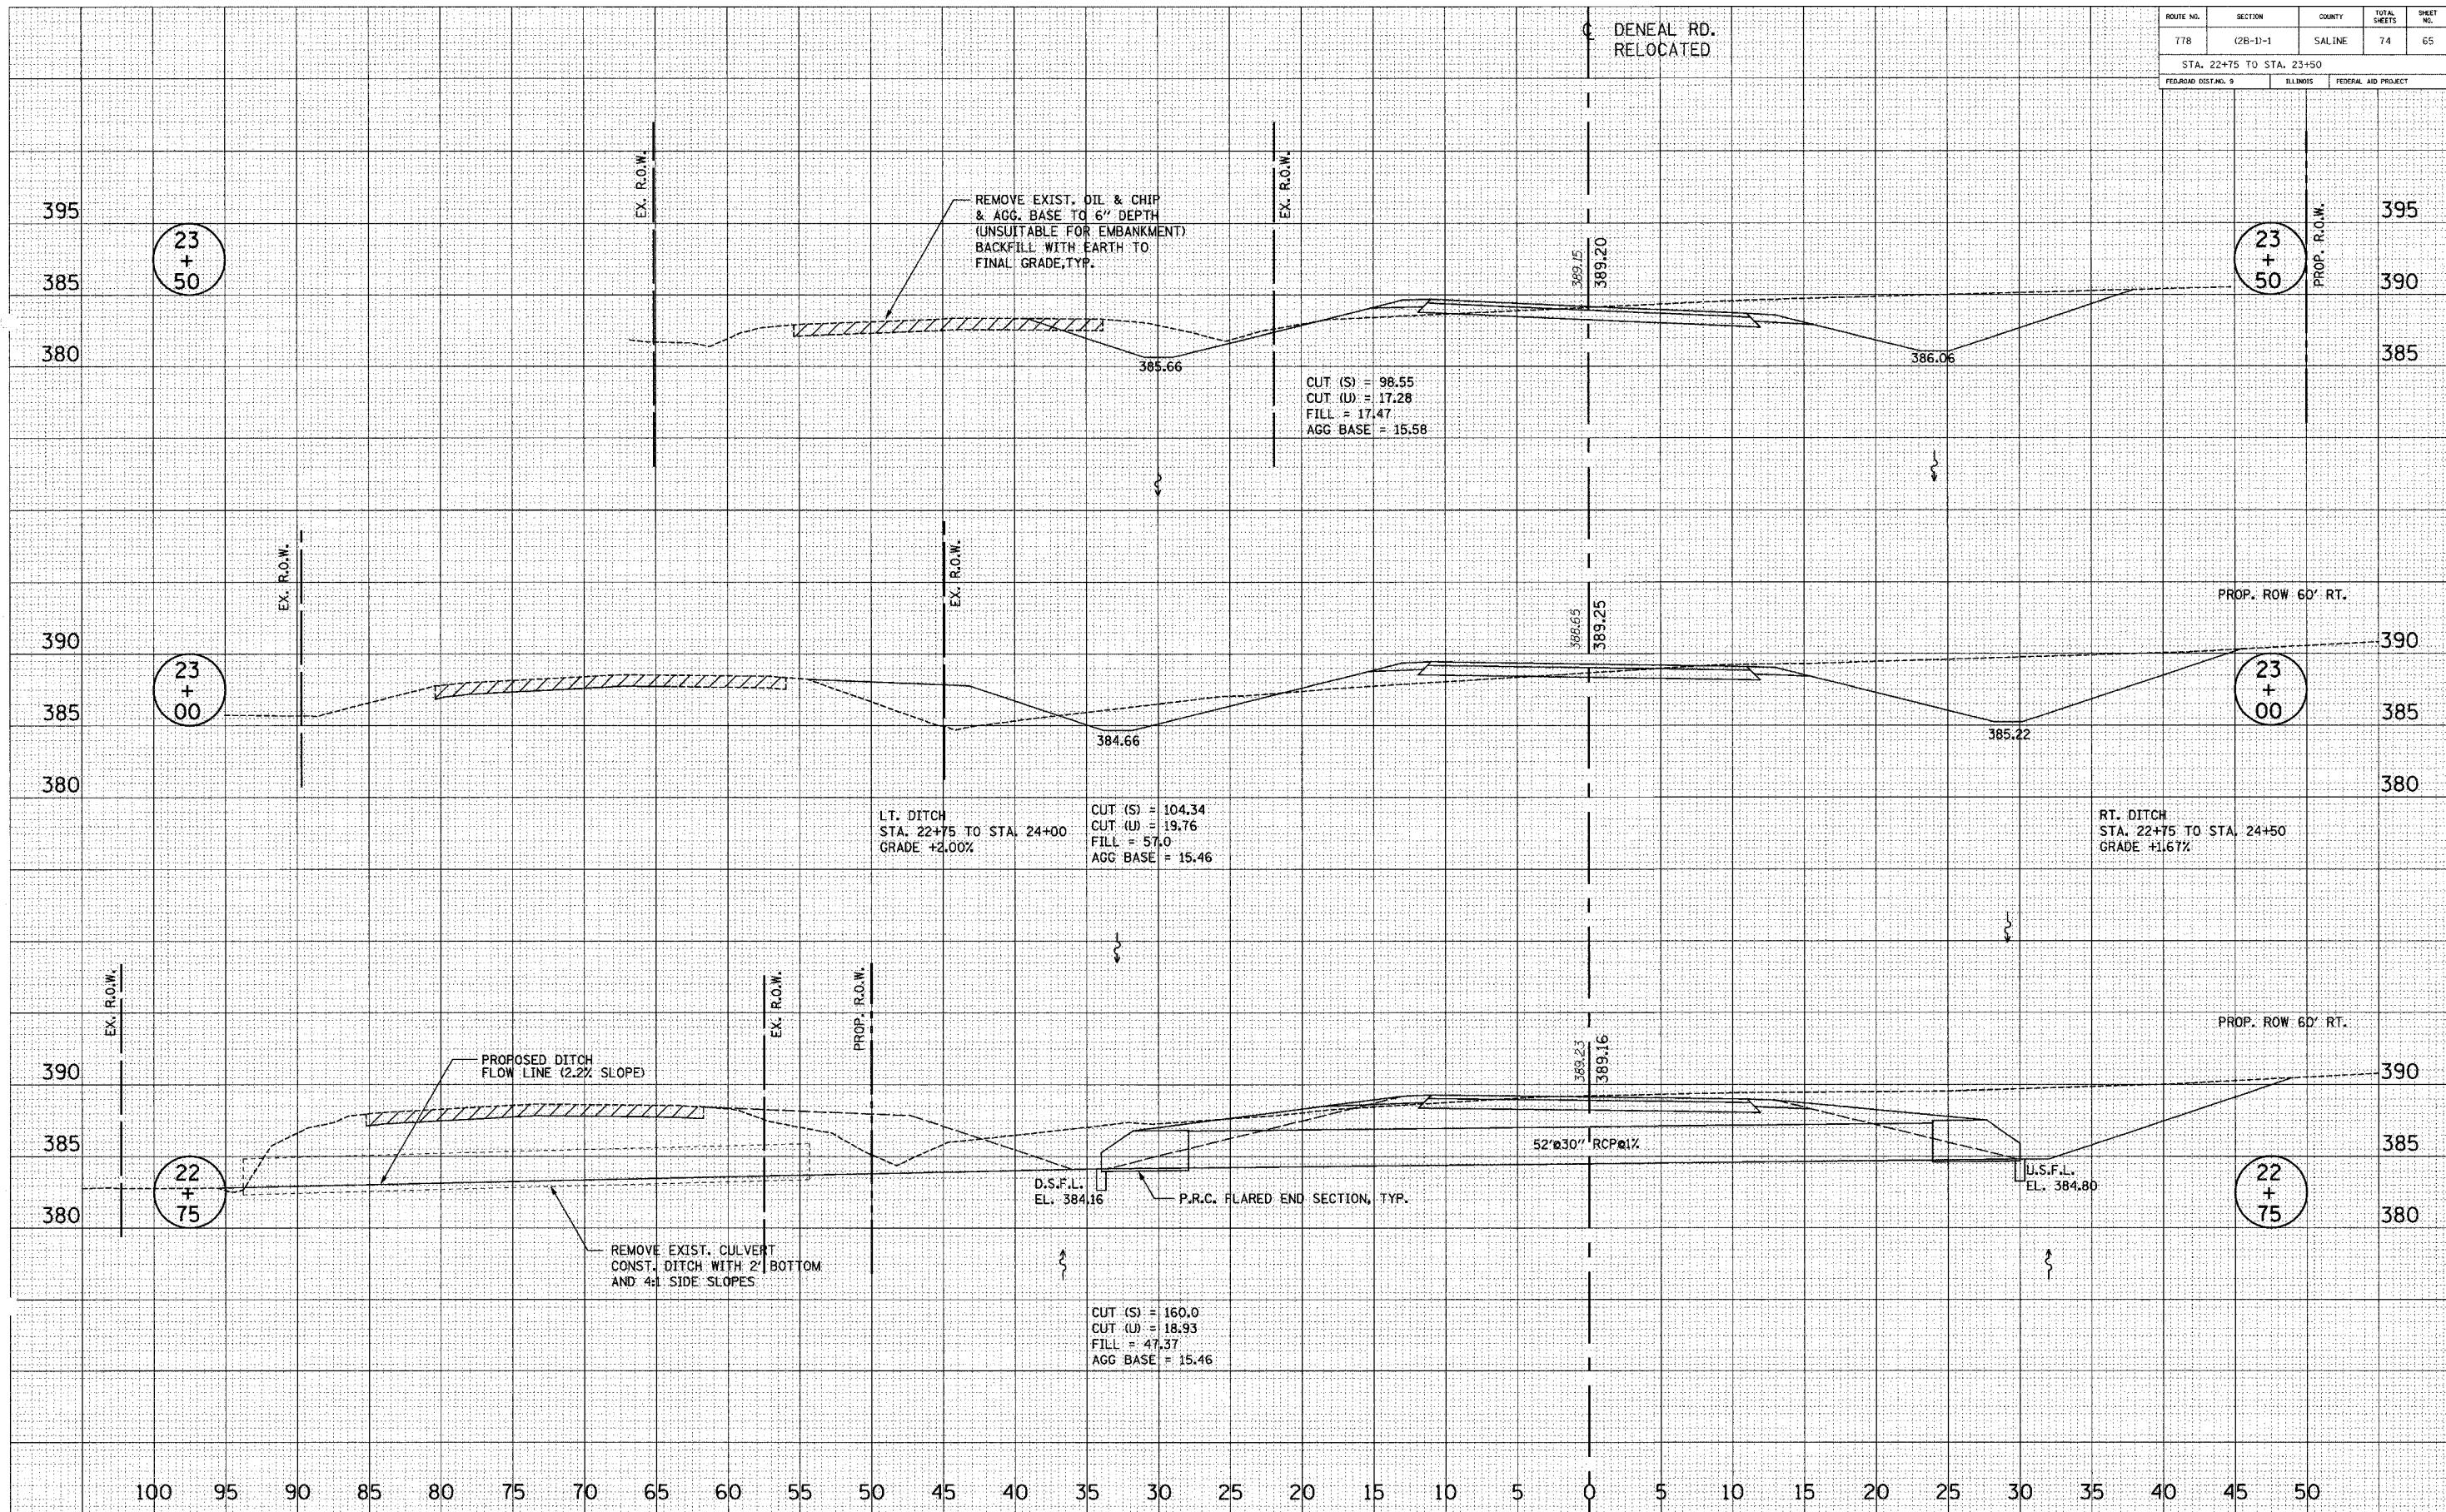 ROUTE NO. SECTION COUNTY TOTAL SHEETS SHEET NO.
778 (2B-1)-1 SALINE 74 65
STA. 22+75 TO STA. 23+50
FED.ROAD DIST.NO. 9 ILLINOIS FEDERAL AID PROJECT
℄ DENEAL RD.
RELOCATED
EX. R.O.W.
REMOVE EXIST. OIL & CHIP
& AGG. BASE TO 6" DEPTH
(UNSUITABLE FOR EMBANKMENT)
BACKFILL WITH EARTH TO
FINAL GRADE,TYP.
EX. R.O.W.
389.15
389.20
PROP. R.O.W.
395
385
380
23
+
50
23
+
50
395
390
385
385.66
386.06
CUT (S) = 98.55
CUT (U) = 17.28
FILL = 17.47
AGG BASE = 15.58
EX. R.O.W.
EX. R.O.W.
388.65
389.25
PROP. ROW 60' RT.
390
385
380
23
+
00
23
+
00
390
385
380
384.66
385.22
LT. DITCH
STA. 22+75 TO STA. 24+00
GRADE +2.00%
CUT (S) = 104.34
CUT (U) = 19.76
FILL = 57.0
AGG BASE = 15.46
RT. DITCH
STA. 22+75 TO STA. 24+50
GRADE +1.67%
EX. R.O.W.
EX. R.O.W.
PROP. R.O.W.
389.23
389.16
PROP. ROW 60' RT.
PROPOSED DITCH
FLOW LINE (2.2% SLOPE)
390
385
380
22
+
75
22
+
75
390
385
380
52'@30" RCP@1%
D.S.F.L.
EL. 384.16
P.R.C. FLARED END SECTION, TYP.
U.S.F.L.
EL. 384.80
REMOVE EXIST. CULVERT
CONST. DITCH WITH 2' BOTTOM
AND 4:1 SIDE SLOPES
CUT (S) = 160.0
CUT (U) = 18.93
FILL = 47.37
AGG BASE = 15.46
100 95 90 85 80 75 70 65 60 55 50 45 40 35 30 25 20 15 10 5 0 5 10 15 20 25 30 35 40 45 50